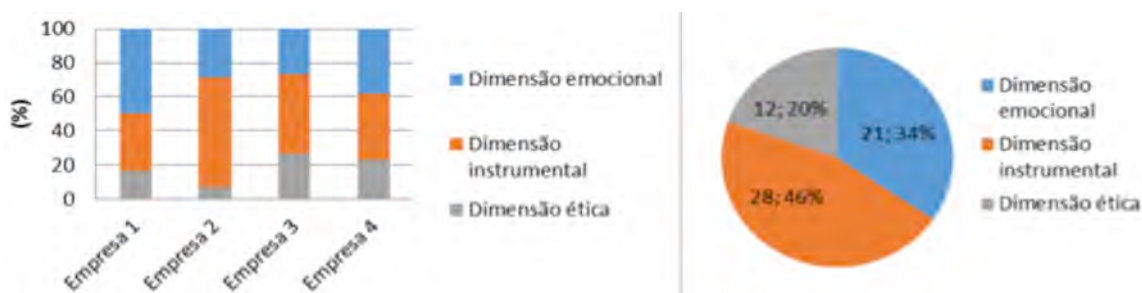 100
80
60
40
20
0
(%)
Empresa 1
Empresa 2
Empresa 3
Empresa 4
Dimensão emocional
Dimensão
instrumental
Dimensão ética
12; 20%
21; 34%
28; 46%
Dimensão
emocional
Dimensão
instrumental
Dimensão ética